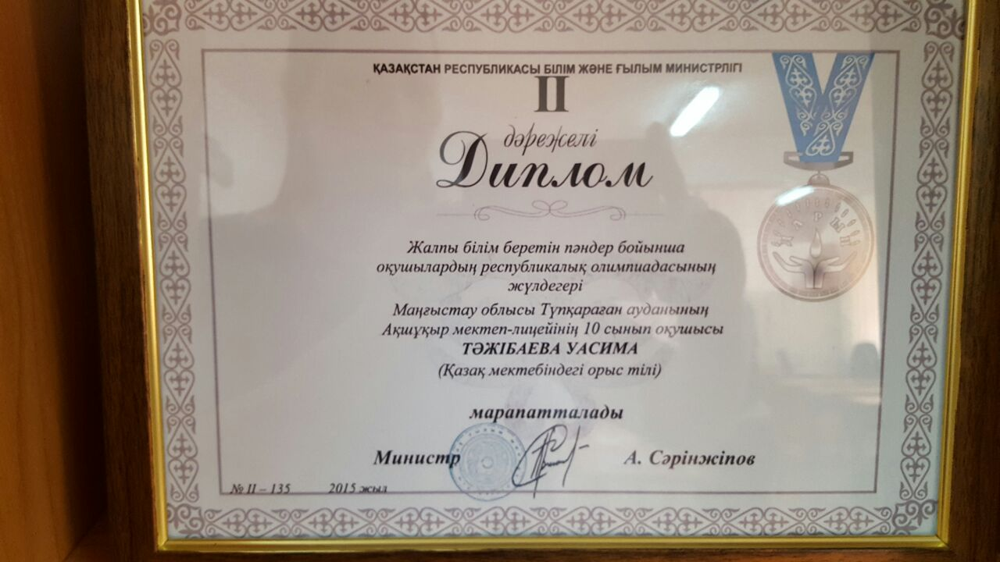 ҚАЗАҚСТАН РЕСПУБЛИКАСЫ БІЛІМ ЖӘНЕ ҒЫЛЫМ МИНИСТРЛІГІ
II
дәрежелі
Диплом
ДАРЫН
Жалпы білім беретін пәндер бойынша
оқушылардың республикалық олимпиадасының
жүлдегері
Маңғыстау облысы Түпқараған ауданының
Ақшұқыр мектеп-лицейінің 10 сынып оқушысы
ТӘЖІБАЕВА УАСИМА
(Қазақ мектебіндегі орыс тілі)
марапатталады
Министр А. Сәрінжіпов
№ II – 135 2015 жыл